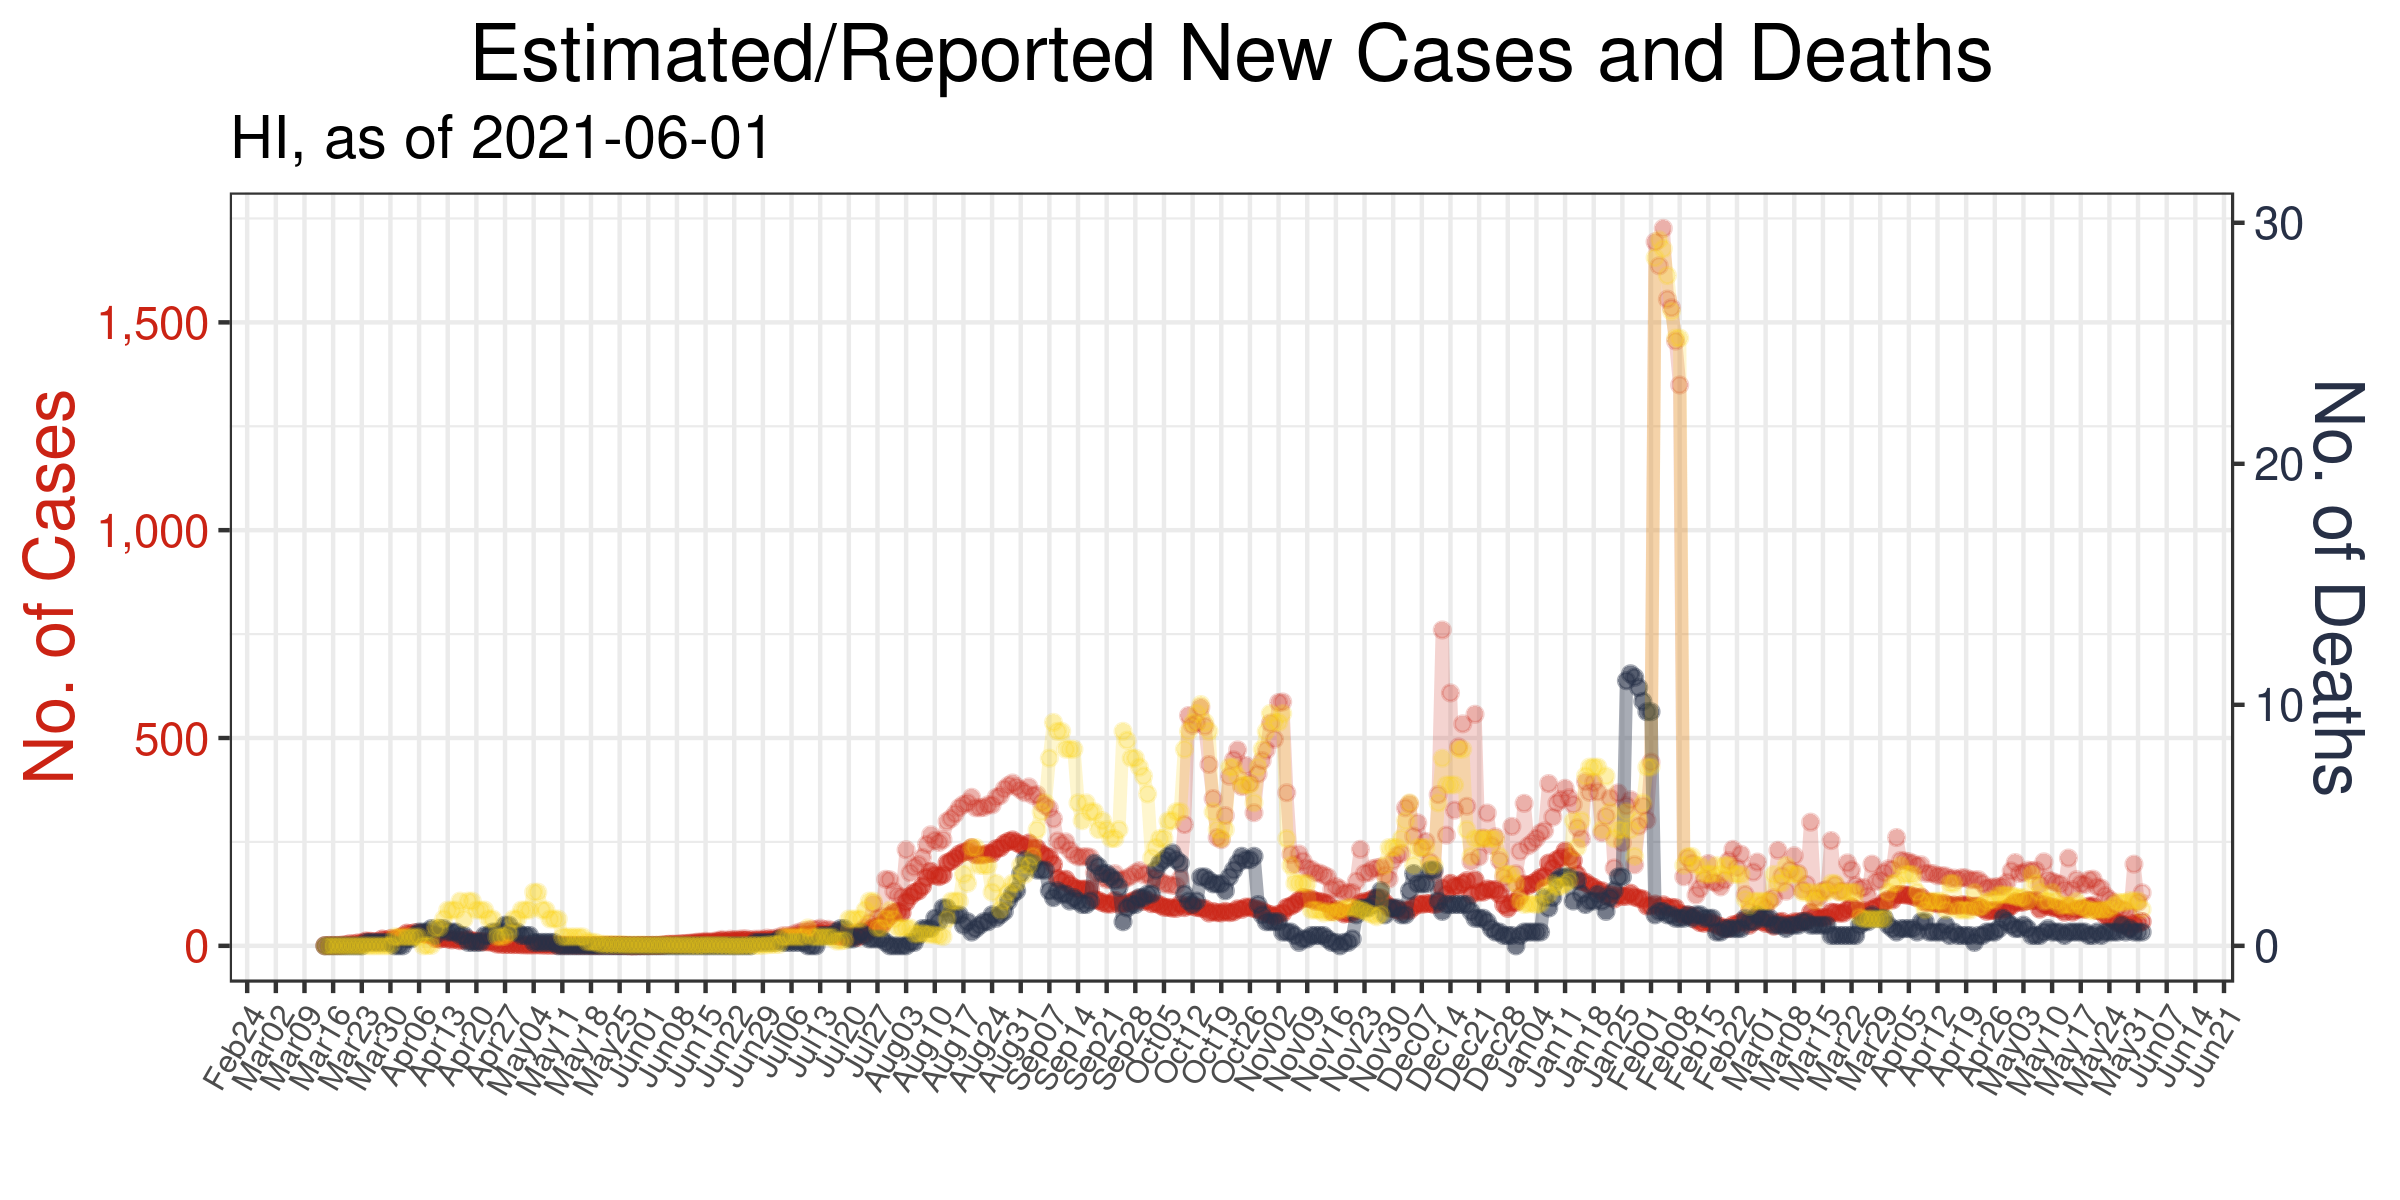 Estimated/Reported New Cases and Deaths
HI, as of 2021-06-01
No. of Cases
1,500
1,000
500
0
30
20
10
0
No. of Deaths
Feb24
Mar02
Mar09
Mar16
Mar23
Mar30
Apr06
Apr13
Apr20
Apr27
May04
May11
May18
May25
Jun01
Jun08
Jun15
Jun22
Jun29
Jul06
Jul13
Jul20
Jul27
Aug03
Aug10
Aug17
Aug24
Aug31
Sep07
Sep14
Sep21
Sep28
Oct05
Oct12
Oct19
Oct26
Nov02
Nov09
Nov16
Nov23
Nov30
Dec07
Dec14
Dec21
Dec28
Jan04
Jan11
Jan18
Jan25
Feb01
Feb08
Feb15
Feb22
Mar01
Mar08
Mar15
Mar22
Mar29
Apr05
Apr12
Apr19
Apr26
May03
May10
May17
May24
May31
Jun07
Jun14
Jun21